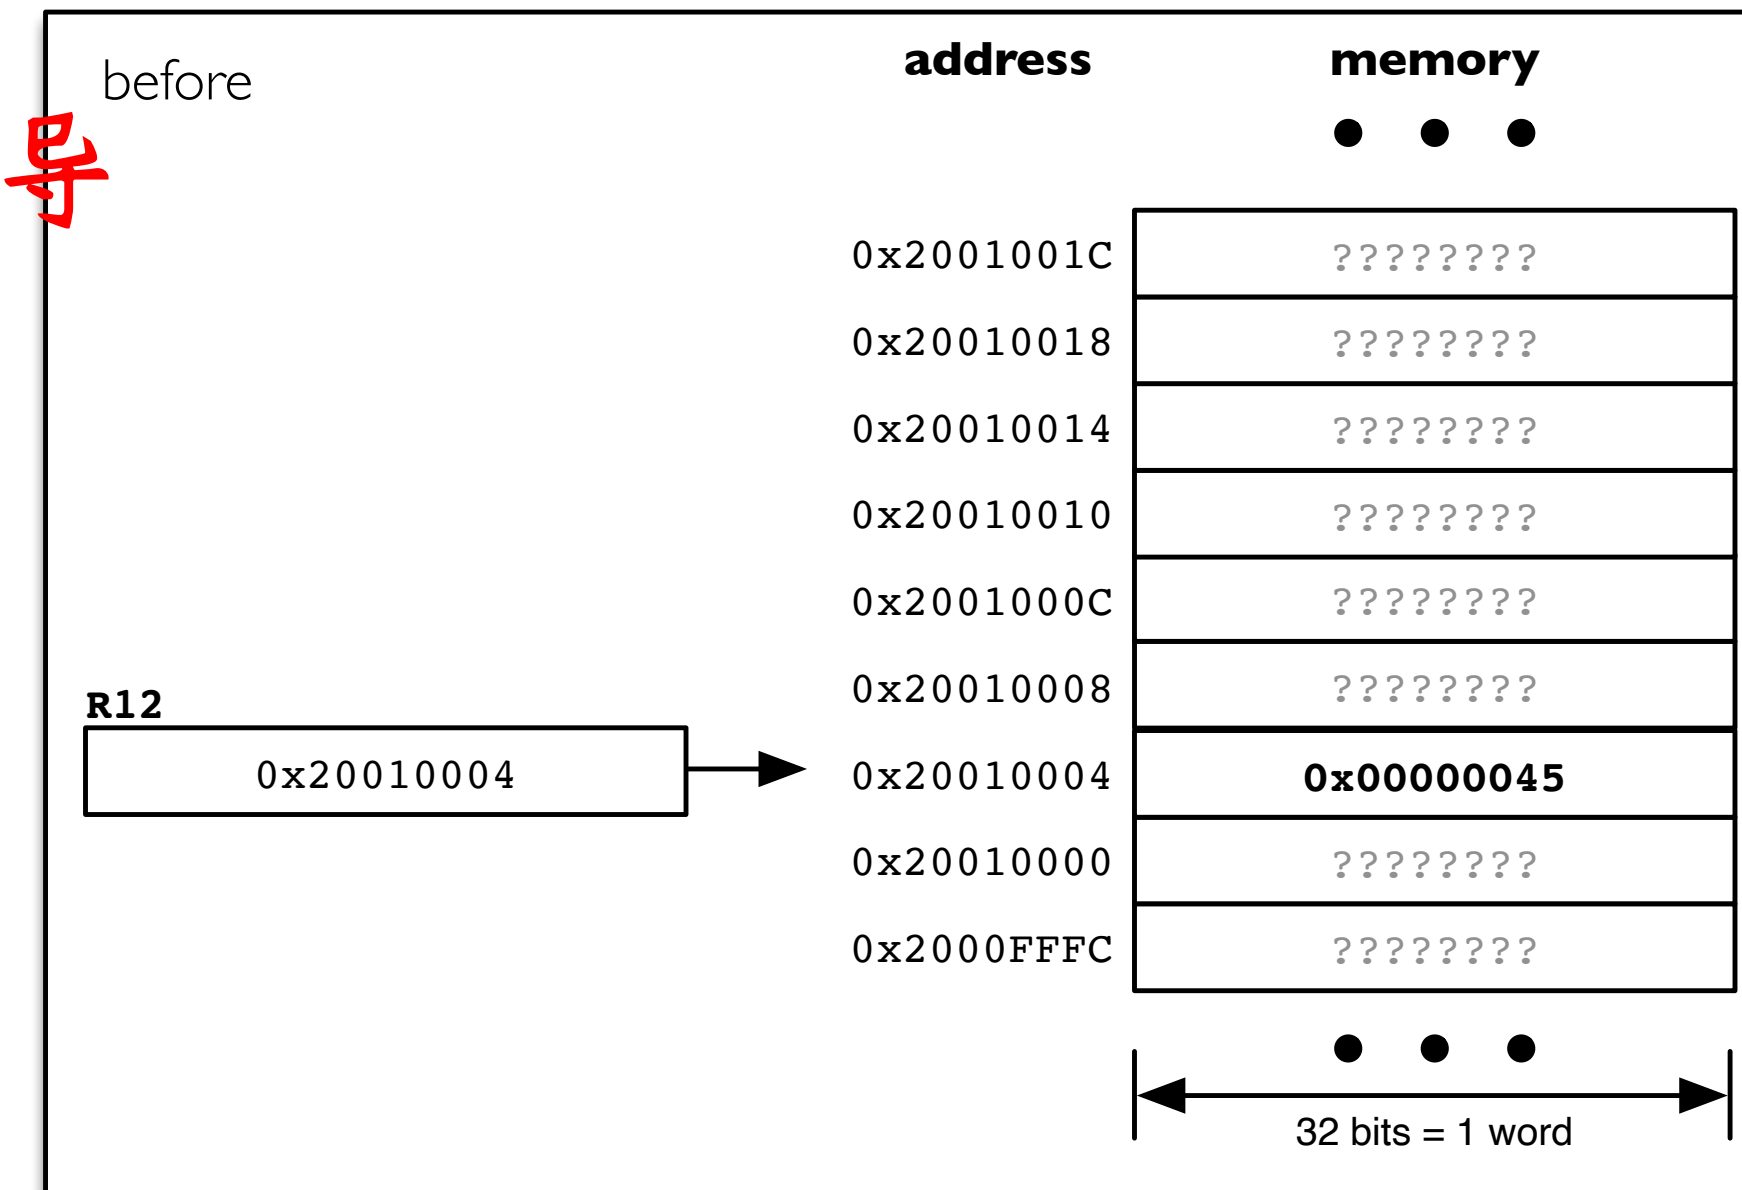 before
address memory
导
• • •
0x2001001C ????????
0x20010018 ????????
0x20010014 ????????
0x20010010 ????????
0x2001000C ????????
0x20010008 ????????
R12
0x20010004
0x20010004 0x00000045
0x20010000 ????????
0x2000FFFC ????????
• • •
32 bits = 1 word